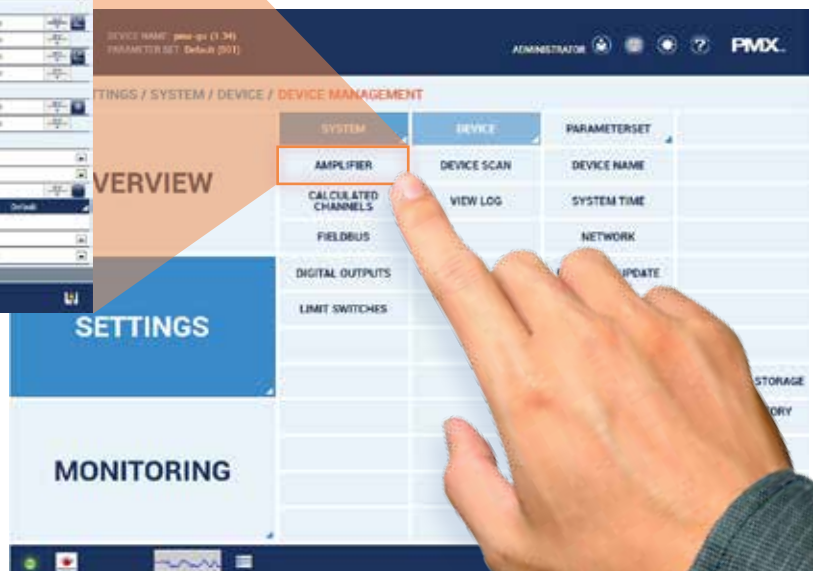 DEVICE NAME: pmx-gs (1.34)
PARAMETER SET: Default (001)
ADMINISTRATOR
?
PMX
TTINGS / SYSTEM / DEVICE / DEVICE MANAGEMENT
VERVIEW
SETTINGS
MONITORING
SYSTEM
AMPLIFIER
CALCULATED
CHANNELS
FIELDBUS
DIGITAL OUTPUTS
LIMIT SWITCHES
DEVICE
DEVICE SCAN
VIEW LOG
PARAMETERSET
DEVICE NAME
SYSTEM TIME
NETWORK
UPDATE
STORAGE
ORY
Default